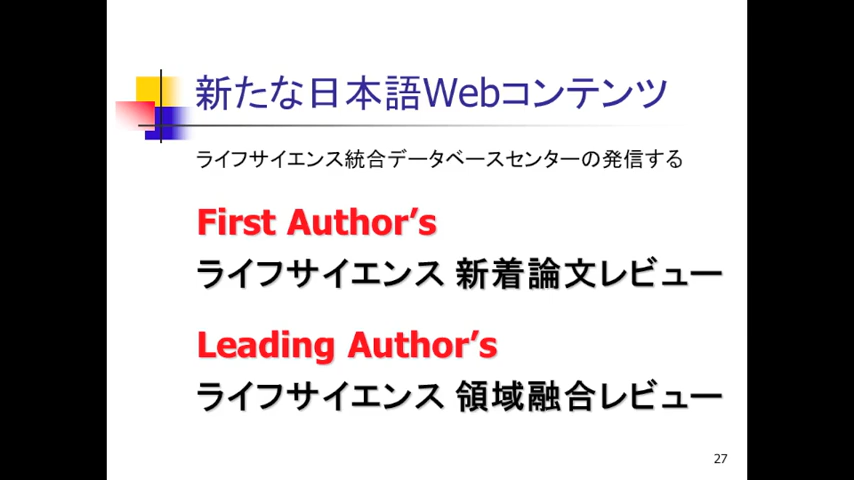 新たな日本語Webコンテンツ
ライフサイエンス統合データベースセンターの発信する
First Author’s
ライフサイエンス 新着論文レビュー
Leading Author’s
ライフサイエンス 領域融合レビュー
27